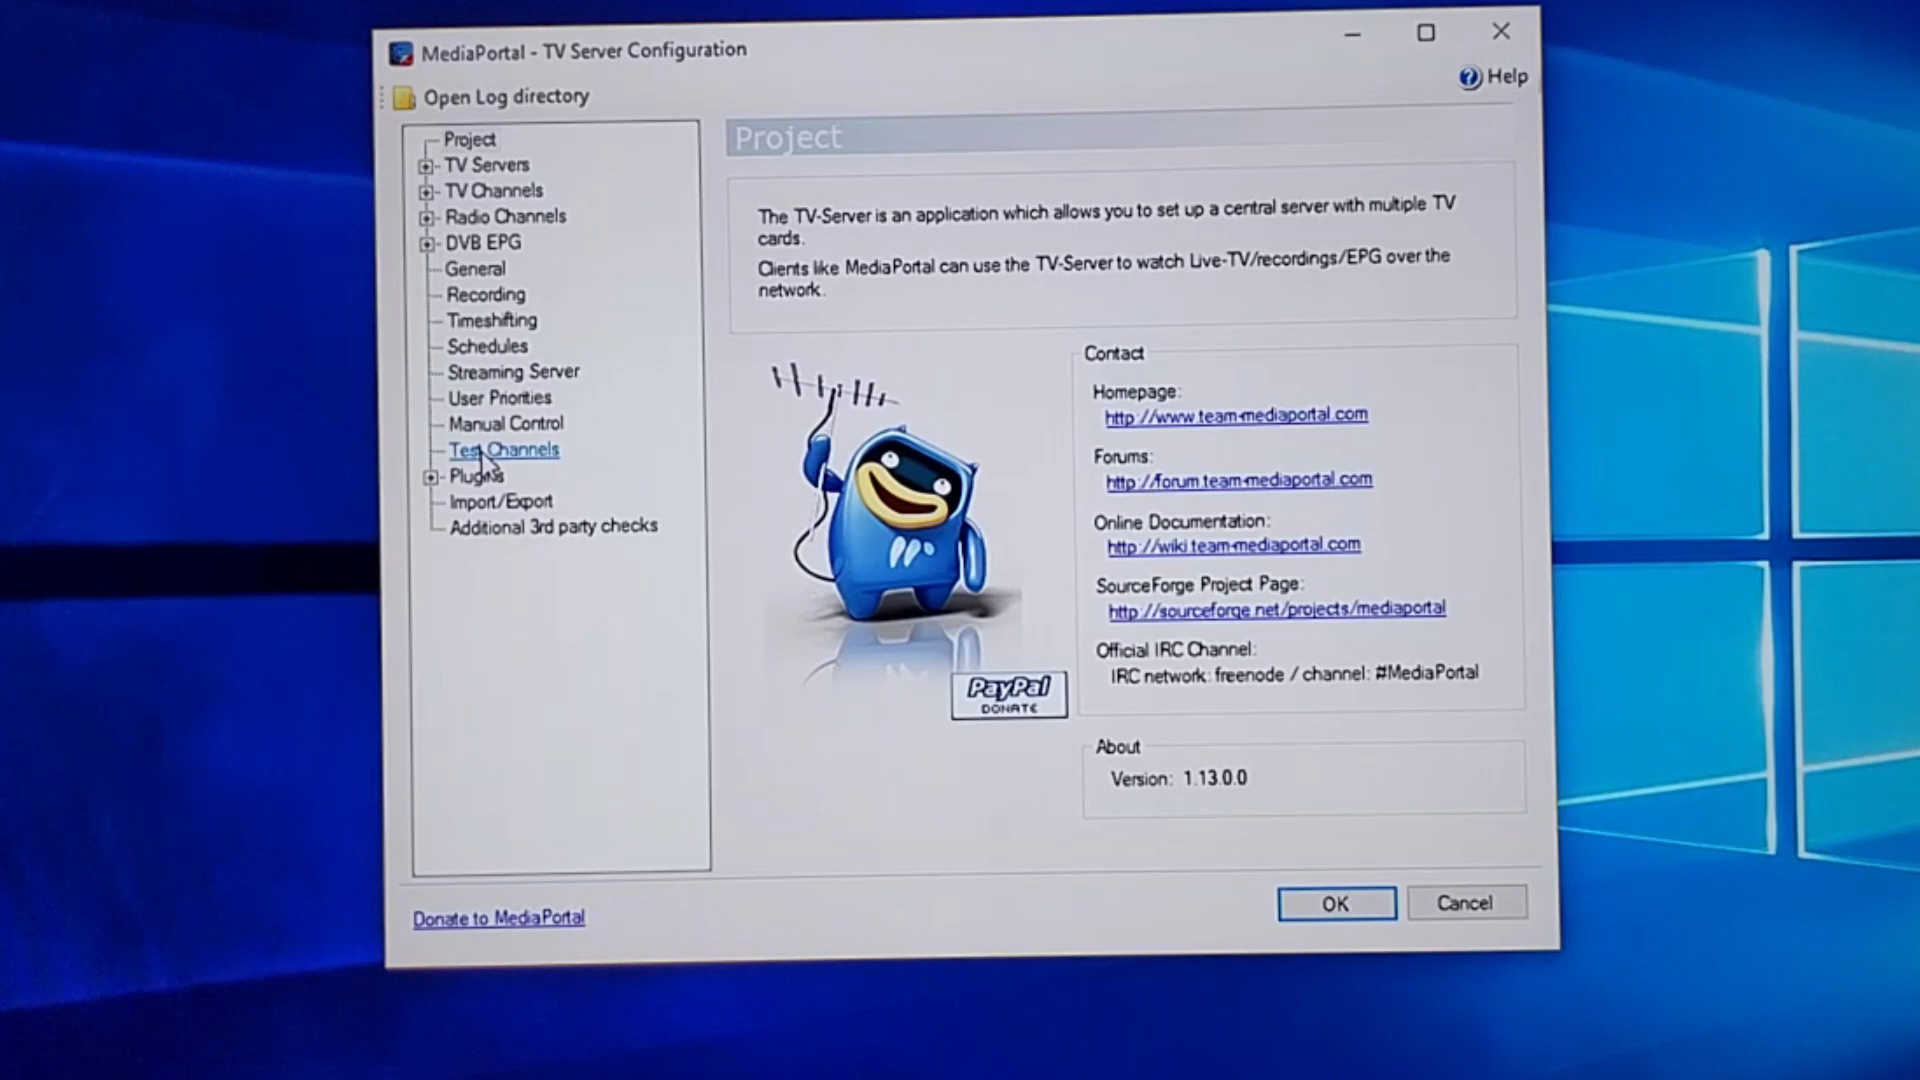 MediaPortal - TV Server Configuration
Help
Open Log directory
Project
TV Servers
TV Channels
Radio Channels
DVB EPG
General
Recording
Timeshifting
Schedules
Streaming Server
User Priorities
Manual Control
Test Channels
Plugins
Import/Export
Additional 3rd party checks
Project
The TV-Server is an application which allows you to set up a central server with multiple TV
cards.
Clients like MediaPortal can use the TV-Server to watch Live-TV/recordings/EPG over the
network.
Contact
Homepage:
http://www.team-mediaportal.com
Forums:
http://forum.team-mediaportal.com
Online Documentation:
http://wiki.team-mediaportal.com
SourceForge Project Page:
http://sourceforge.net/projects/mediaportal
Official IRC Channel:
IRC network: freenode / channel: #MediaPortal
PayPal
DONATE
About
Version: 1.13.0.0
Donate to MediaPortal
OK
Cancel